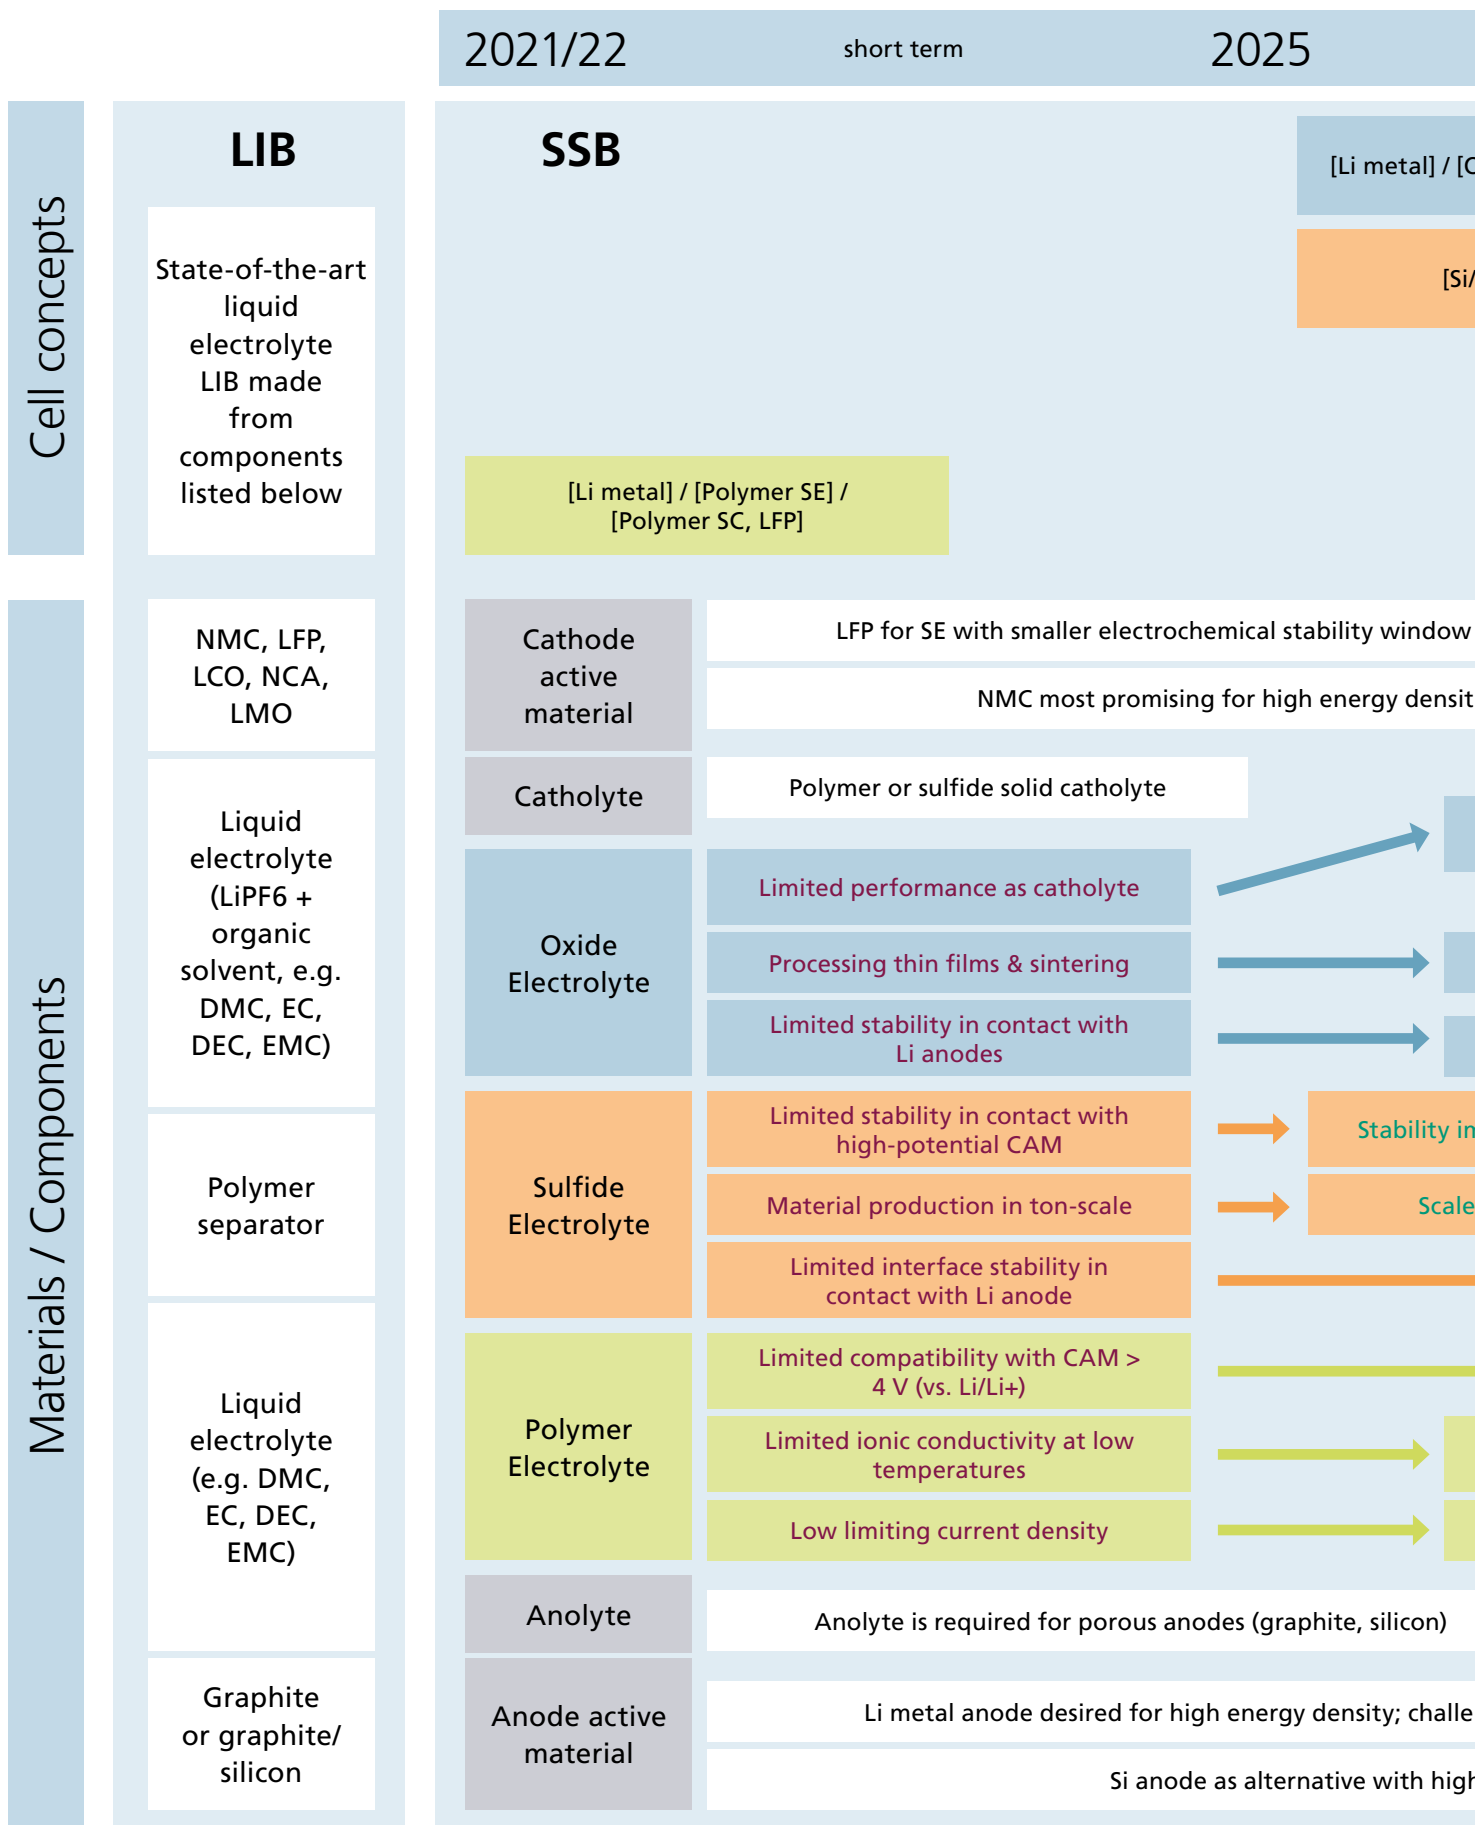 2021/22
short term
2025
Cell concepts
LIB
State-of-the-art
liquid
electrolyte
LIB made
from
components
listed below
SSB
[Li metal] / [
[Si/
[Li metal] / [Polymer SE] /
[Polymer SC, LFP]
Materials / Components
NMC, LFP,
LCO, NCA,
LMO
Liquid
electrolyte
(LiPF6 +
organic
solvent, e.g.
DMC, EC,
DEC, EMC)
Polymer
separator
Liquid
electrolyte
(e.g. DMC,
EC, DEC,
EMC)
Graphite
or graphite/
silicon
Cathode
active
material
LFP for SE with smaller electrochemical stability window
NMC most promising for high energy densit
Catholyte
Polymer or sulfide solid catholyte
Oxide
Electrolyte
Limited performance as catholyte
Processing thin films & sintering
Limited stability in contact with
Li anodes
Sulfide
Electrolyte
Limited stability in contact with
high-potential CAM
Stability im
Material production in ton-scale
Scale
Limited interface stability in
contact with Li anode
Polymer
Electrolyte
Limited compatibility with CAM >
4 V (vs. Li/Li+)
Limited ionic conductivity at low
temperatures
Low limiting current density
Anolyte
Anolyte is required for porous anodes (graphite, silicon)
Anode active
material
Li metal anode desired for high energy density; challe
Si anode as alternative with high